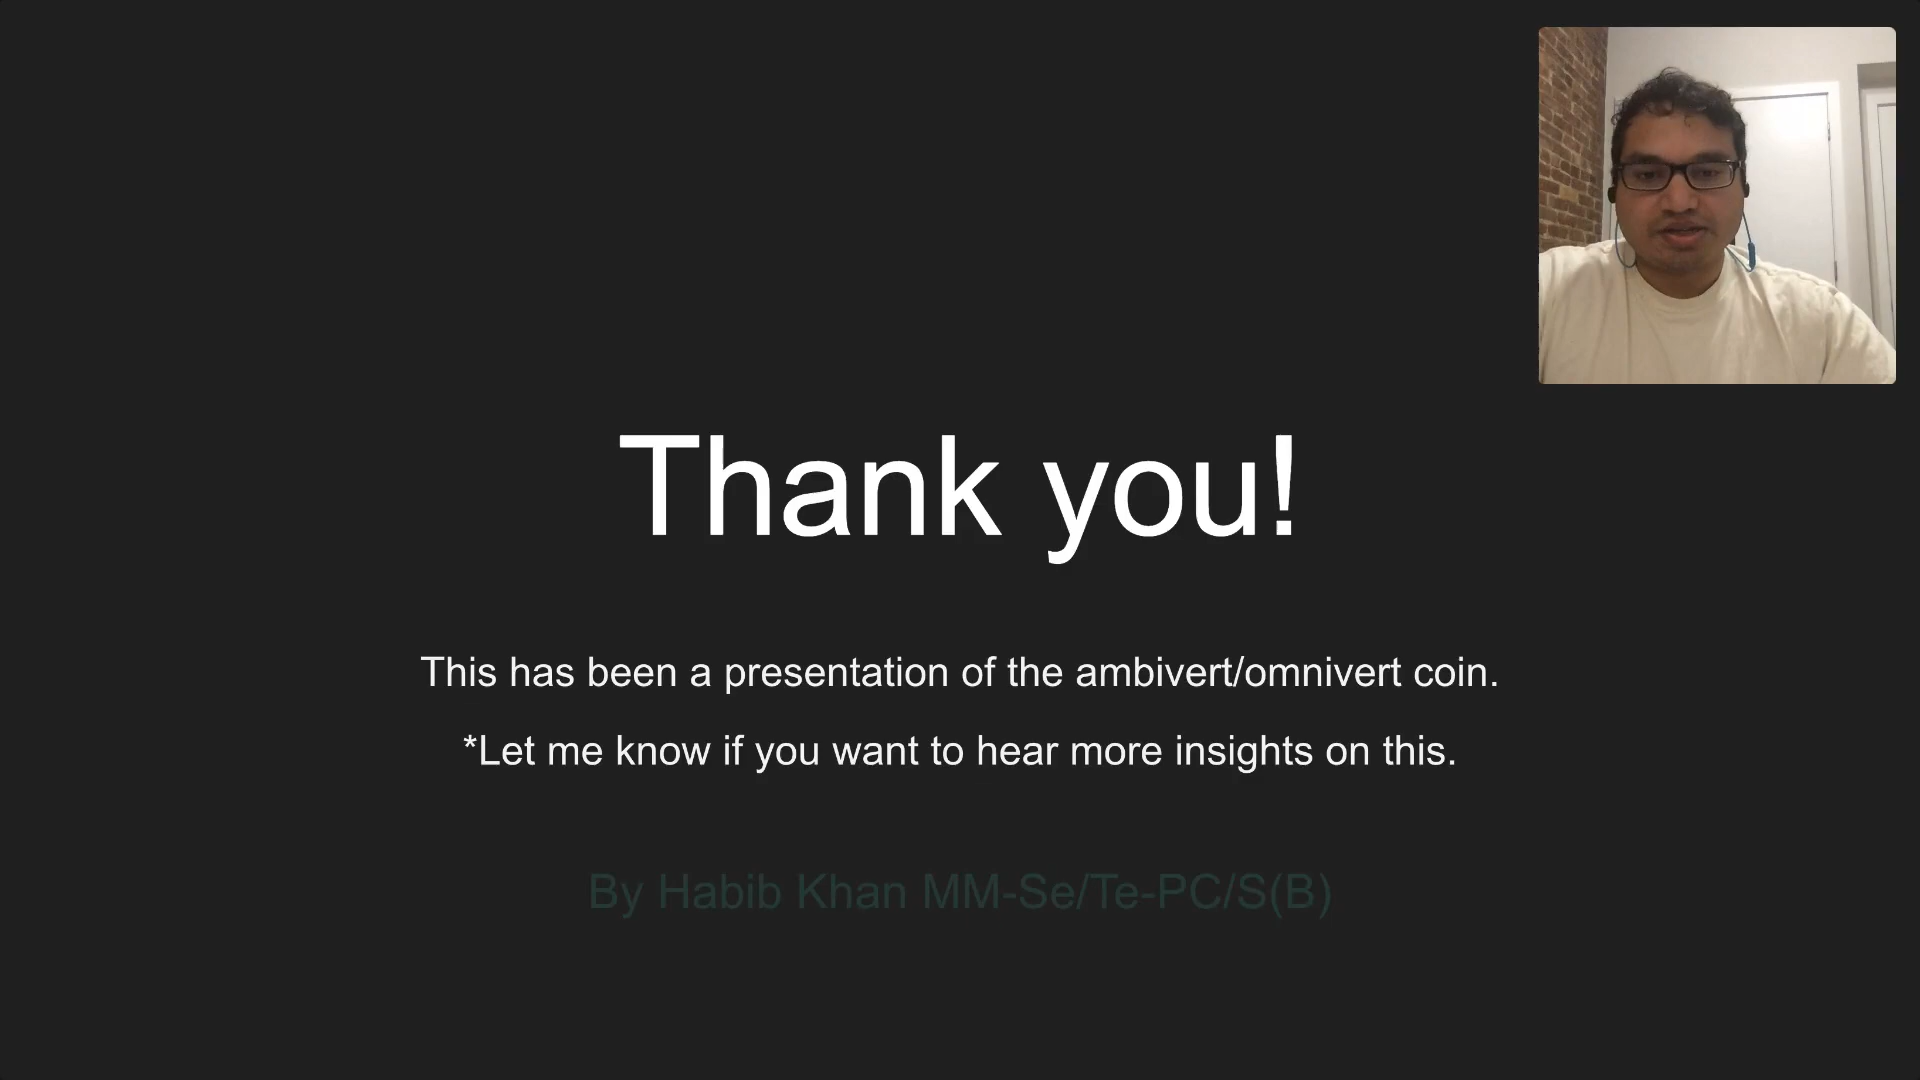 Thank you!
This has been a presentation of the ambivert/omnivert coin.
*Let me know if you want to hear more insights on this.
By Habib Khan MM-Se/Te-PC/S(B)